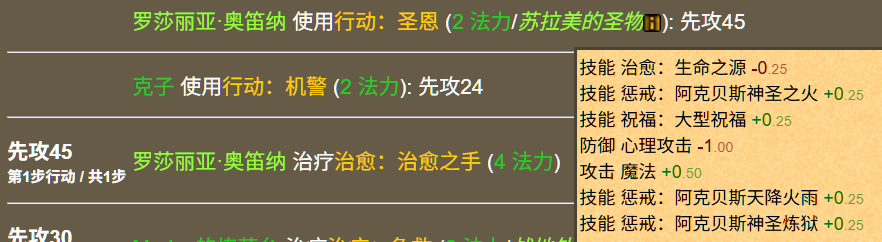 罗莎丽亚·奥笛纳 使用行动：圣恩 (2 法力/苏拉美的圣物): 先攻45
克子 使用行动：机警 (2 法力): 先攻24
先攻45
第1步行动 / 共1步
罗莎丽亚·奥笛纳 治疗治愈：治愈之手 (4 法力)
先攻30
技能 治愈：生命之源 -0.25
技能 惩戒：阿克贝斯神圣之火 +0.25
技能 祝福：大型祝福 +0.25
防御 心理攻击 -1.00
攻击 魔法 +0.50
技能 惩戒：阿克贝斯天降火雨 +0.25
技能 惩戒：阿克贝斯神圣炼狱 +0.25